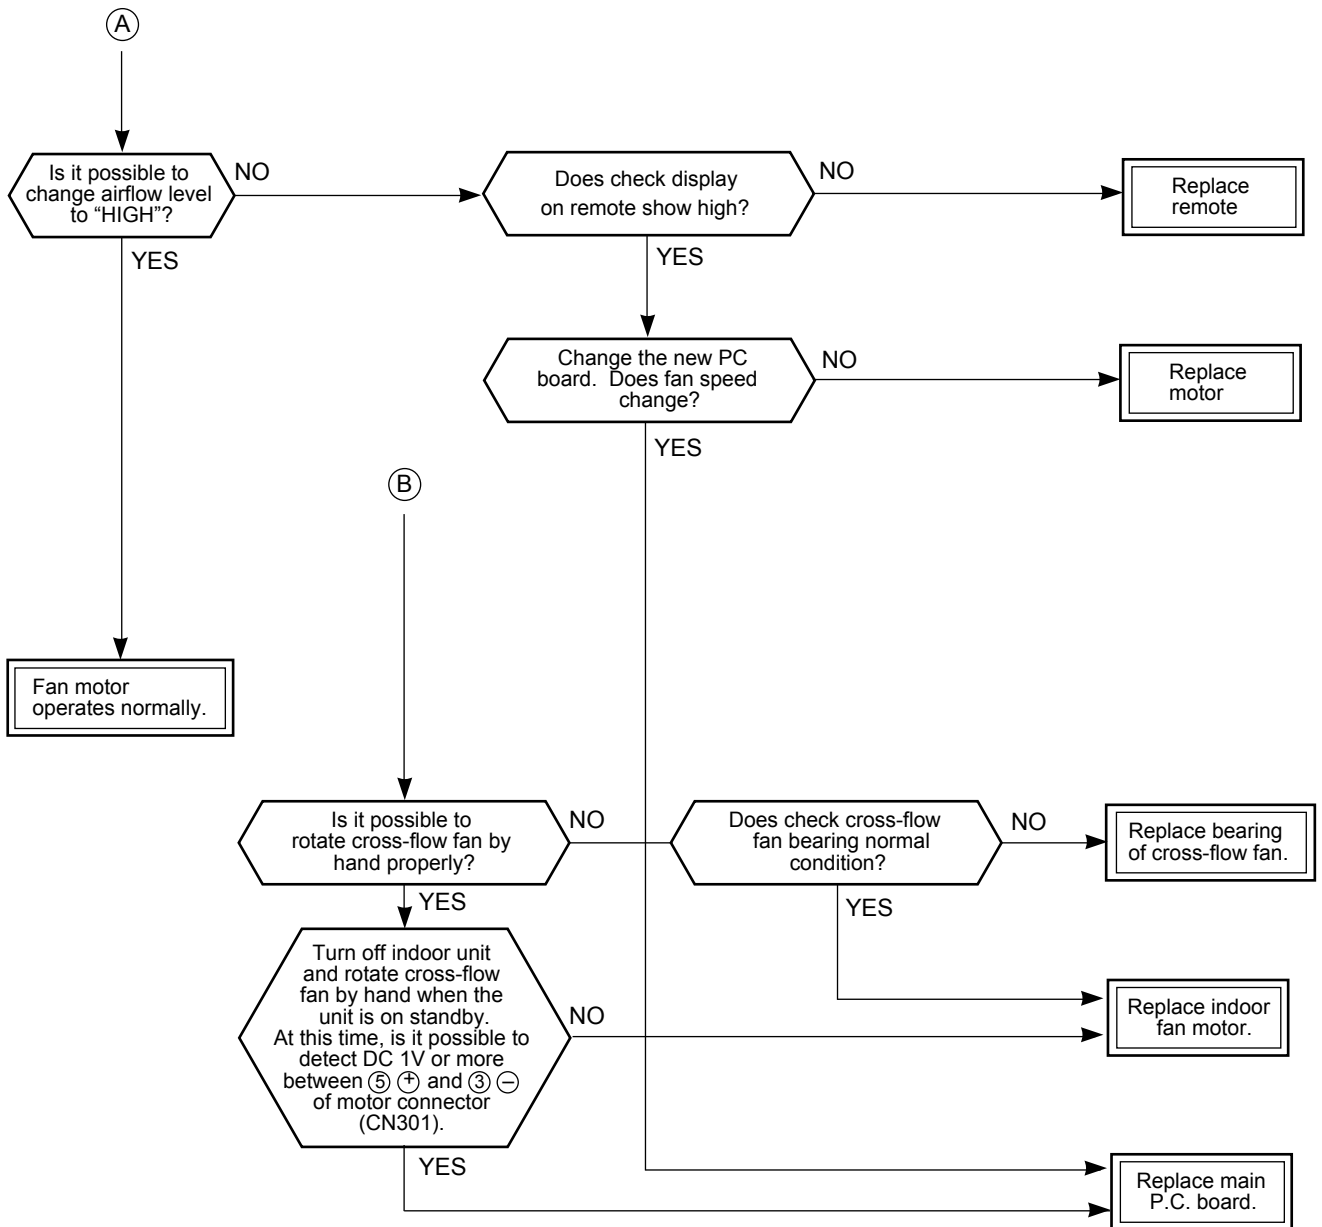 A
Is it possible to
change airflow level
to “HIGH”?
NO
YES
Does check display
on remote show high?
NO
YES
Replace
remote
Change the new PC
board.  Does fan speed
change?
NO
YES
Replace
motor
B
Fan motor
operates normally.
Is it possible to
rotate cross-flow fan by
hand properly?
NO
YES
Does check cross-flow
fan bearing normal
condition?
NO
YES
Replace bearing
of cross-flow fan.
Turn off indoor unit
and rotate cross-flow
fan by hand when the
unit is on standby.
At this time, is it possible to
detect DC 1V or more
between ⑤ ⊕ and ③ ⊖
of motor connector
(CN301).
NO
YES
Replace indoor
fan motor.
Replace main
P.C. board.